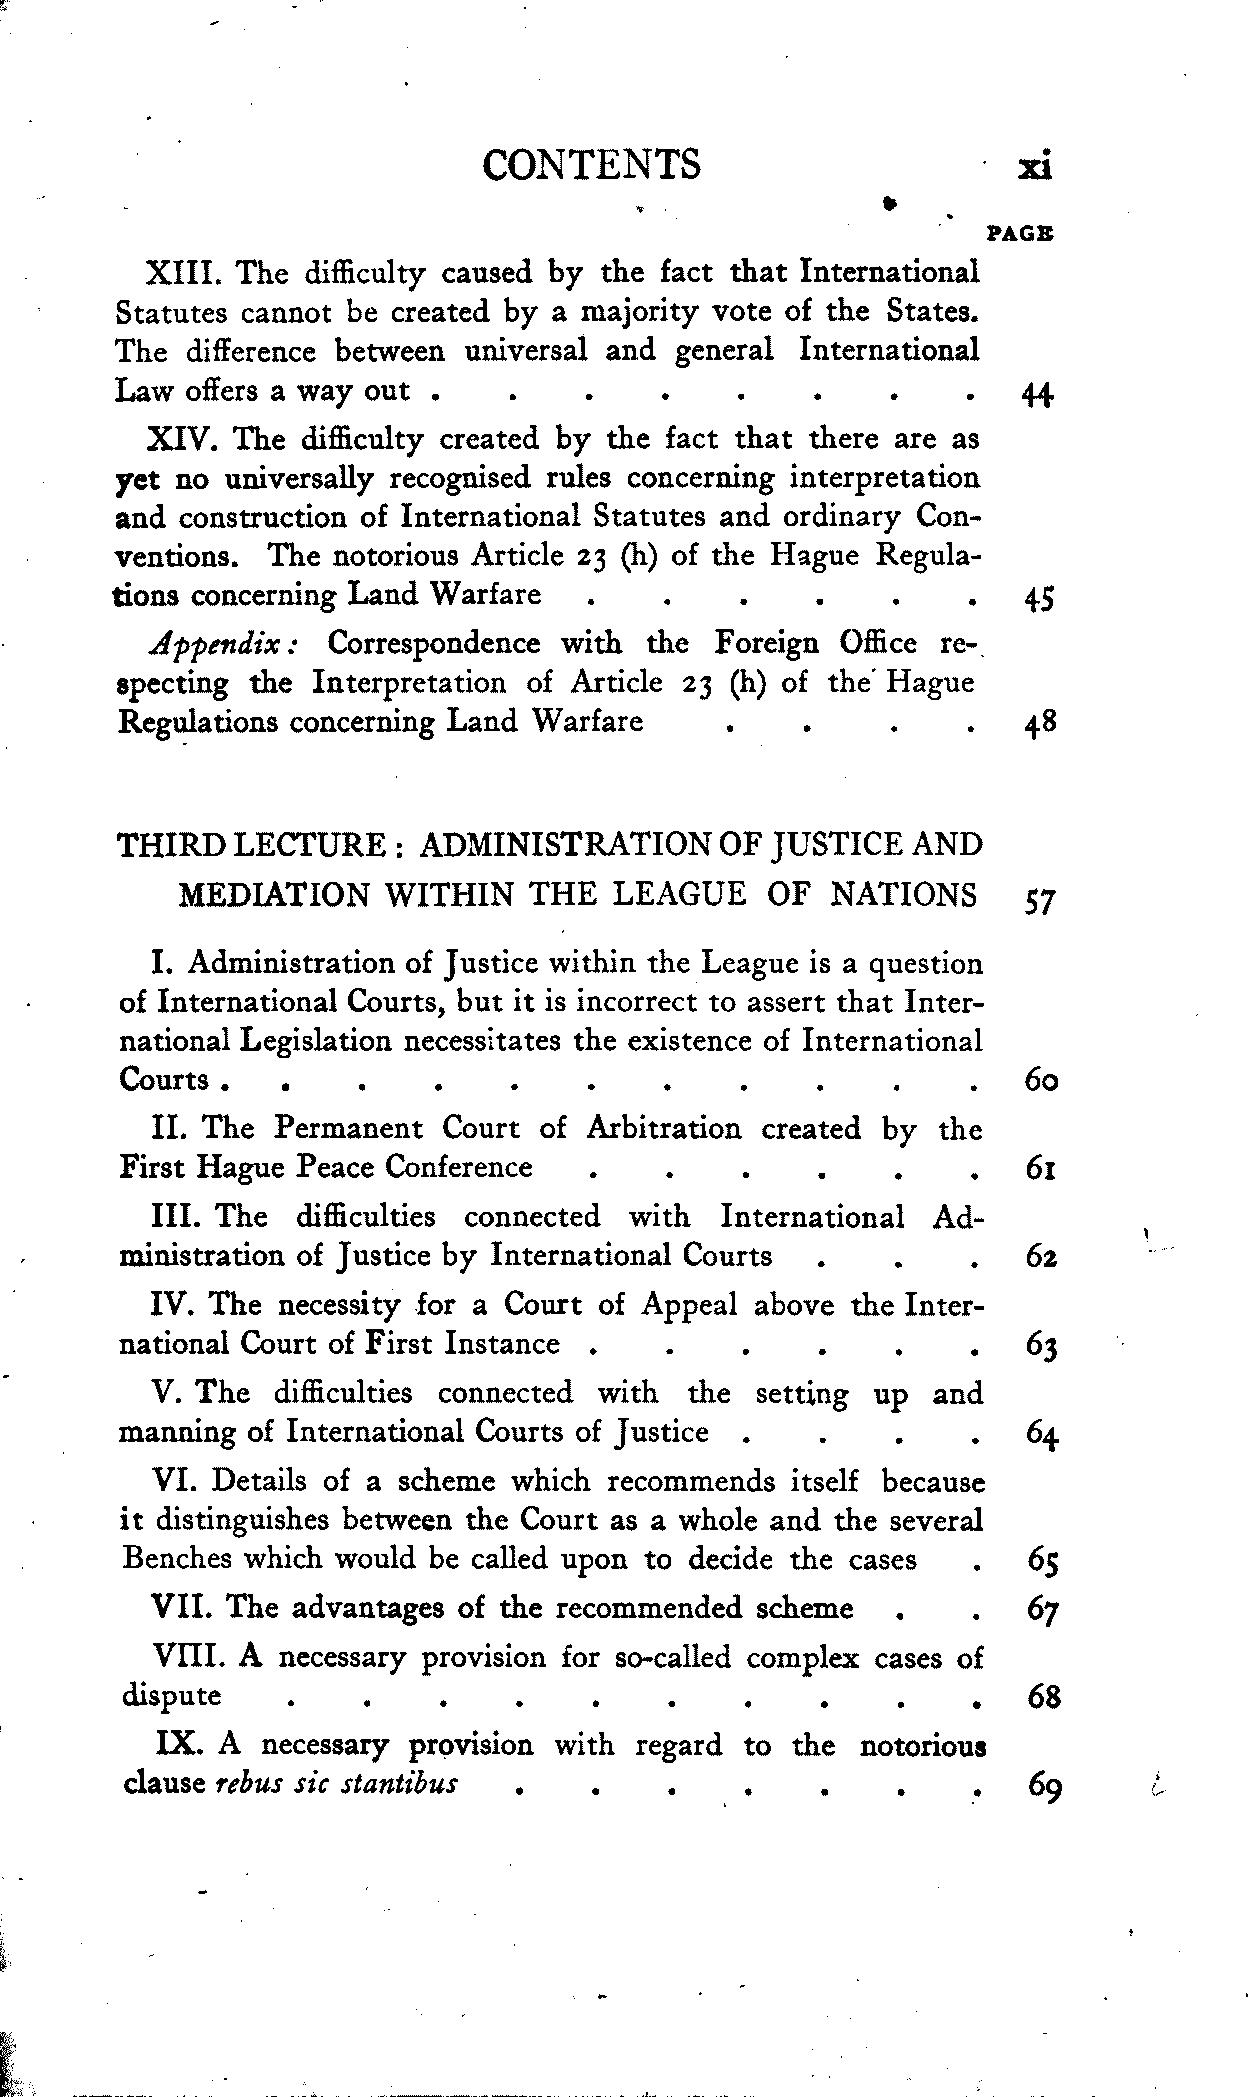 CONTENTS xi
PAGE
XIII. The difficulty caused by the fact that International
Statutes cannot be created by a majority vote of the States.
The difference between universal and general International
Law offers a way out . . . . . . . . 44
XIV. The difficulty created by the fact that there are as
yet no universally recognised rules concerning interpretation
and construction of International Statutes and ordinary Con-
ventions. The notorious Article 23 (h) of the Hague Regula-
tions concerning Land Warfare . . . . . . 45
Appendix: Correspondence with the Foreign Office re-
specting the Interpretation of Article 23 (h) of the Hague
Regulations concerning Land Warfare . . . . 48
THIRD LECTURE: ADMINISTRATION OF JUSTICE AND
MEDIATION WITHIN THE LEAGUE OF NATIONS 57
I. Administration of Justice within the League is a question
of International Courts, but it is incorrect to assert that Inter-
national Legislation necessitates the existence of International
Courts . . . . . . . . . . . 60
II. The Permanent Court of Arbitration created by the
First Hague Peace Conference . . . . . . 61
III. The difficulties connected with International Ad-
ministration of Justice by International Courts . . . 62
IV. The necessity for a Court of Appeal above the Inter-
national Court of First Instance . . . . . . 63
V. The difficulties connected with the setting up and
manning of International Courts of Justice . . . . 64
VI. Details of a scheme which recommends itself because
it distinguishes between the Court as a whole and the several
Benches which would be called upon to decide the cases . 65
VII. The advantages of the recommended scheme . . 67
VIII. A necessary provision for so-called complex cases of
dispute . . . . . . . . . . 68
IX. A necessary provision with regard to the notorious
clause rebus sic stantibus . . . . . . . 69